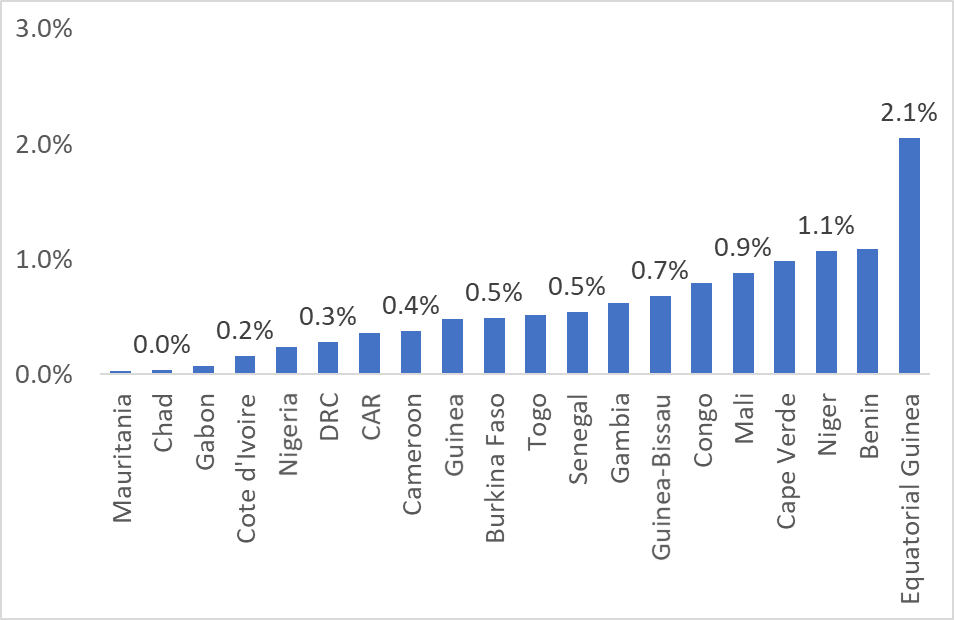 3.0%
2.0%
1.0%
0.0%
0.0%
0.2%
0.3%
0.4%
0.5%
0.5%
0.7%
0.9%
1.1%
2.1%
Mauritania
Chad
Gabon
Cote d'Ivoire
Nigeria
DRC
CAR
Cameroon
Guinea
Burkina Faso
Togo
Senegal
Gambia
Guinea-Bissau
Congo
Mali
Cape Verde
Niger
Benin
Equatorial Guinea